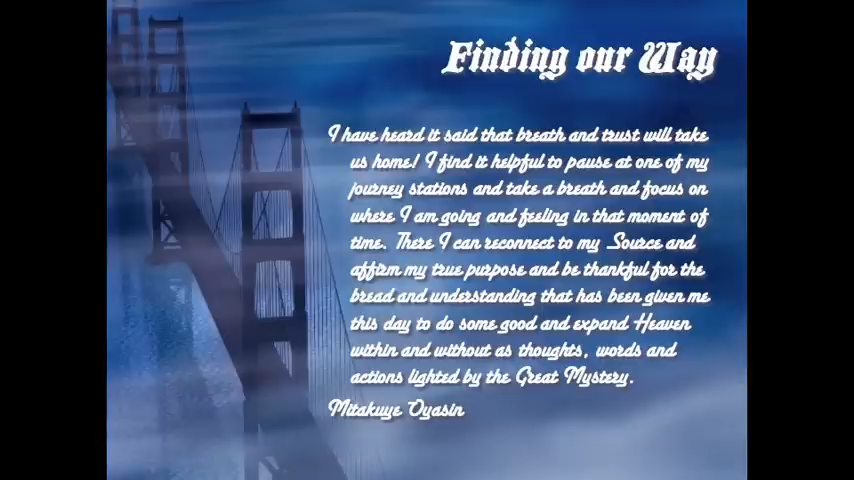 Finding our Way
I have heard it said that breath and trust will take
us home! I find it helpful to pause at one of my
journey stations and take a breath and focus on
where I am going and feeling in that moment of
time. There I can reconnect to my Source and
affirm my true purpose and be thankful for the
bread and understanding that has been given me
this day to do some good and expand Heaven
within and without as thoughts, words and
actions lighted by the Great Mystery.
Mitakuye Oyasin